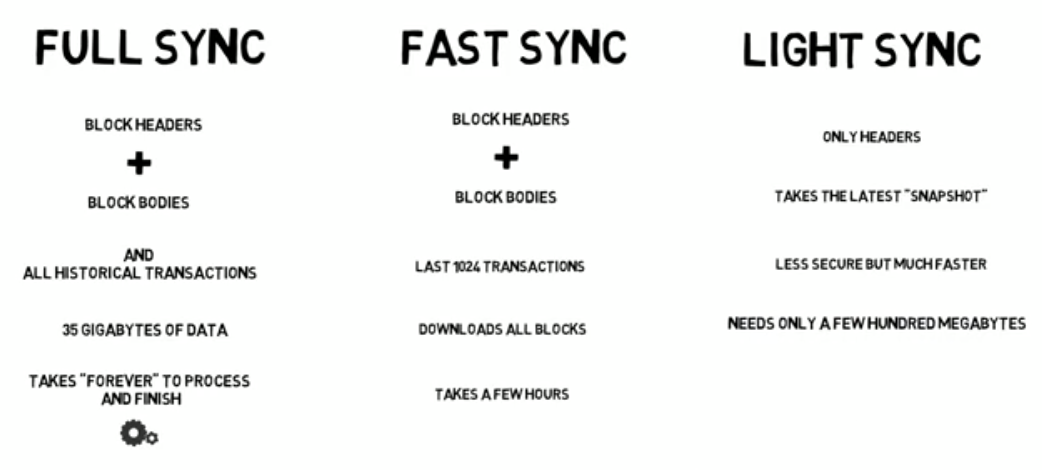 FULL SYNC
BLOCK HEADERS
+
BLOCK BODIES
AND
ALL HISTORICAL TRANSACTIONS
35 GIGABYTES OF DATA
TAKES "FOREVER" TO PROCESS
AND FINISH
FAST SYNC
BLOCK HEADERS
+
BLOCK BODIES
LAST 1024 TRANSACTIONS
DOWNLOADS ALL BLOCKS
TAKES A FEW HOURS
LIGHT SYNC
ONLY HEADERS
TAKES THE LATEST "SNAPSHOT"
LESS SECURE BUT MUCH FASTER
NEEDS ONLY A FEW HUNDRED MEGABYTES